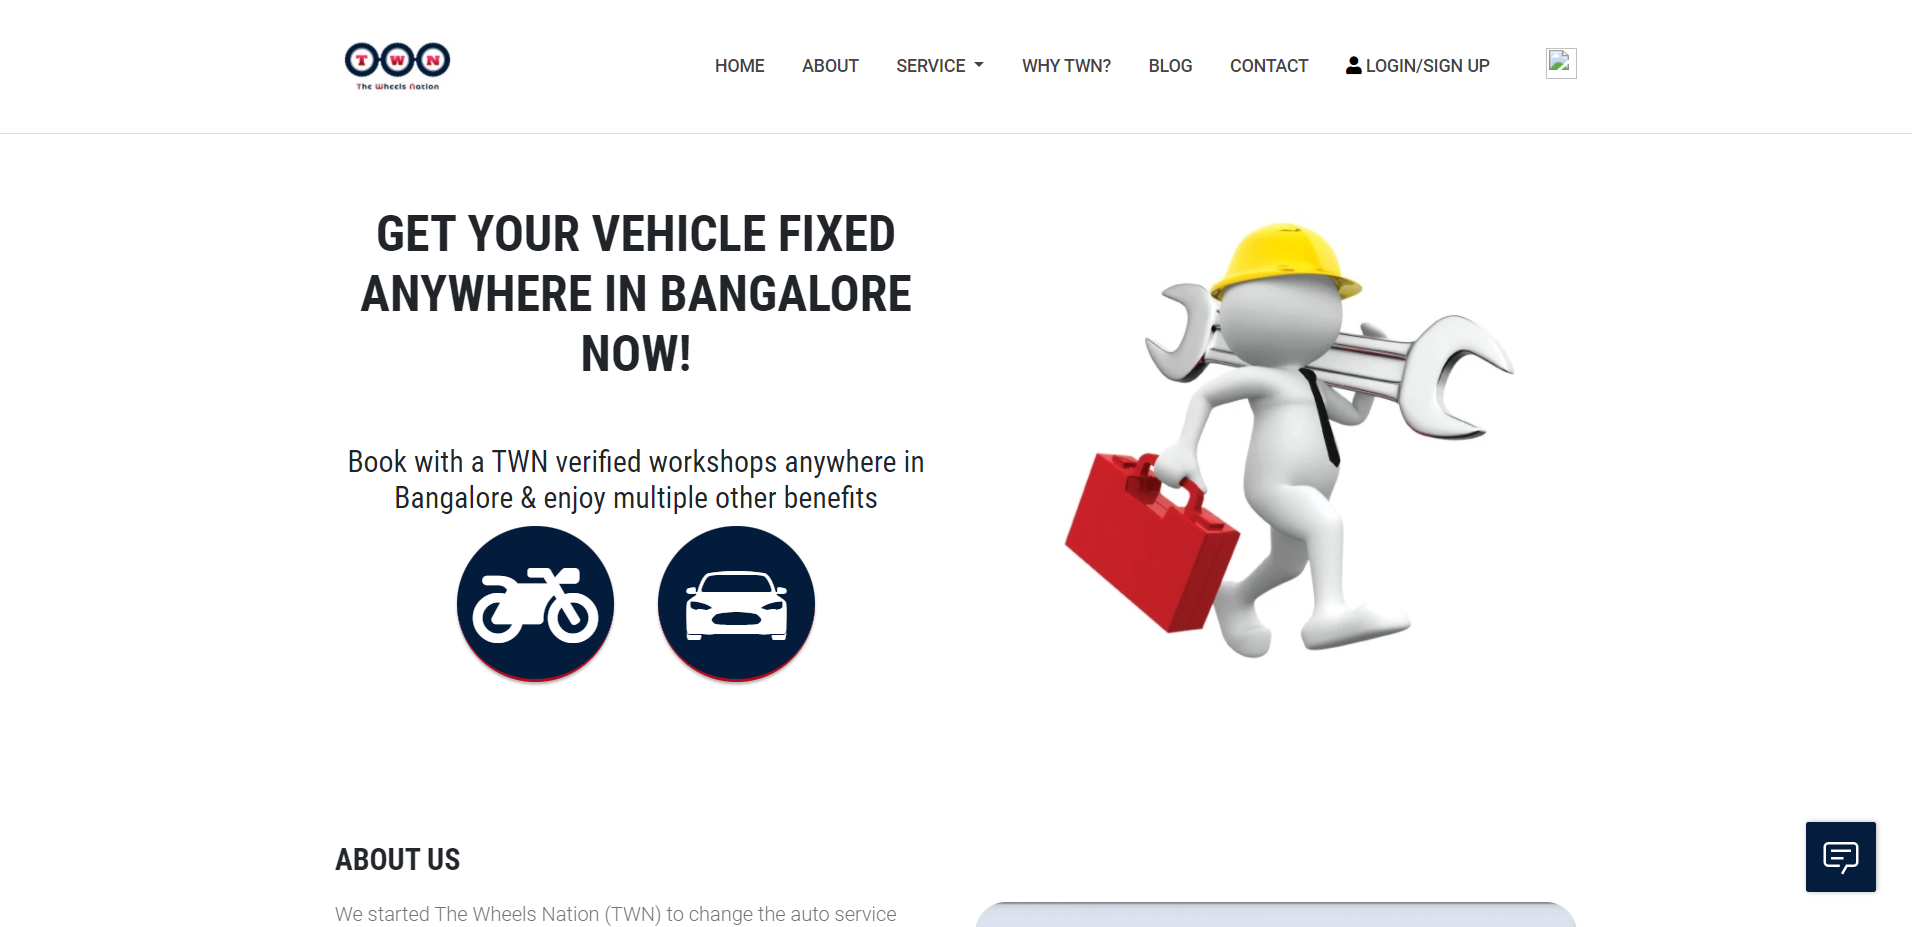 T W N
The Wheels Nation
HOME ABOUT SERVICE WHY TWN? BLOG CONTACT LOGIN/SIGN UP
GET YOUR VEHICLE FIXED
ANYWHERE IN BANGALORE
NOW!
Book with a TWN verified workshops anywhere in
Bangalore & enjoy multiple other benefits
ABOUT US
We started The Wheels Nation (TWN) to change the auto service